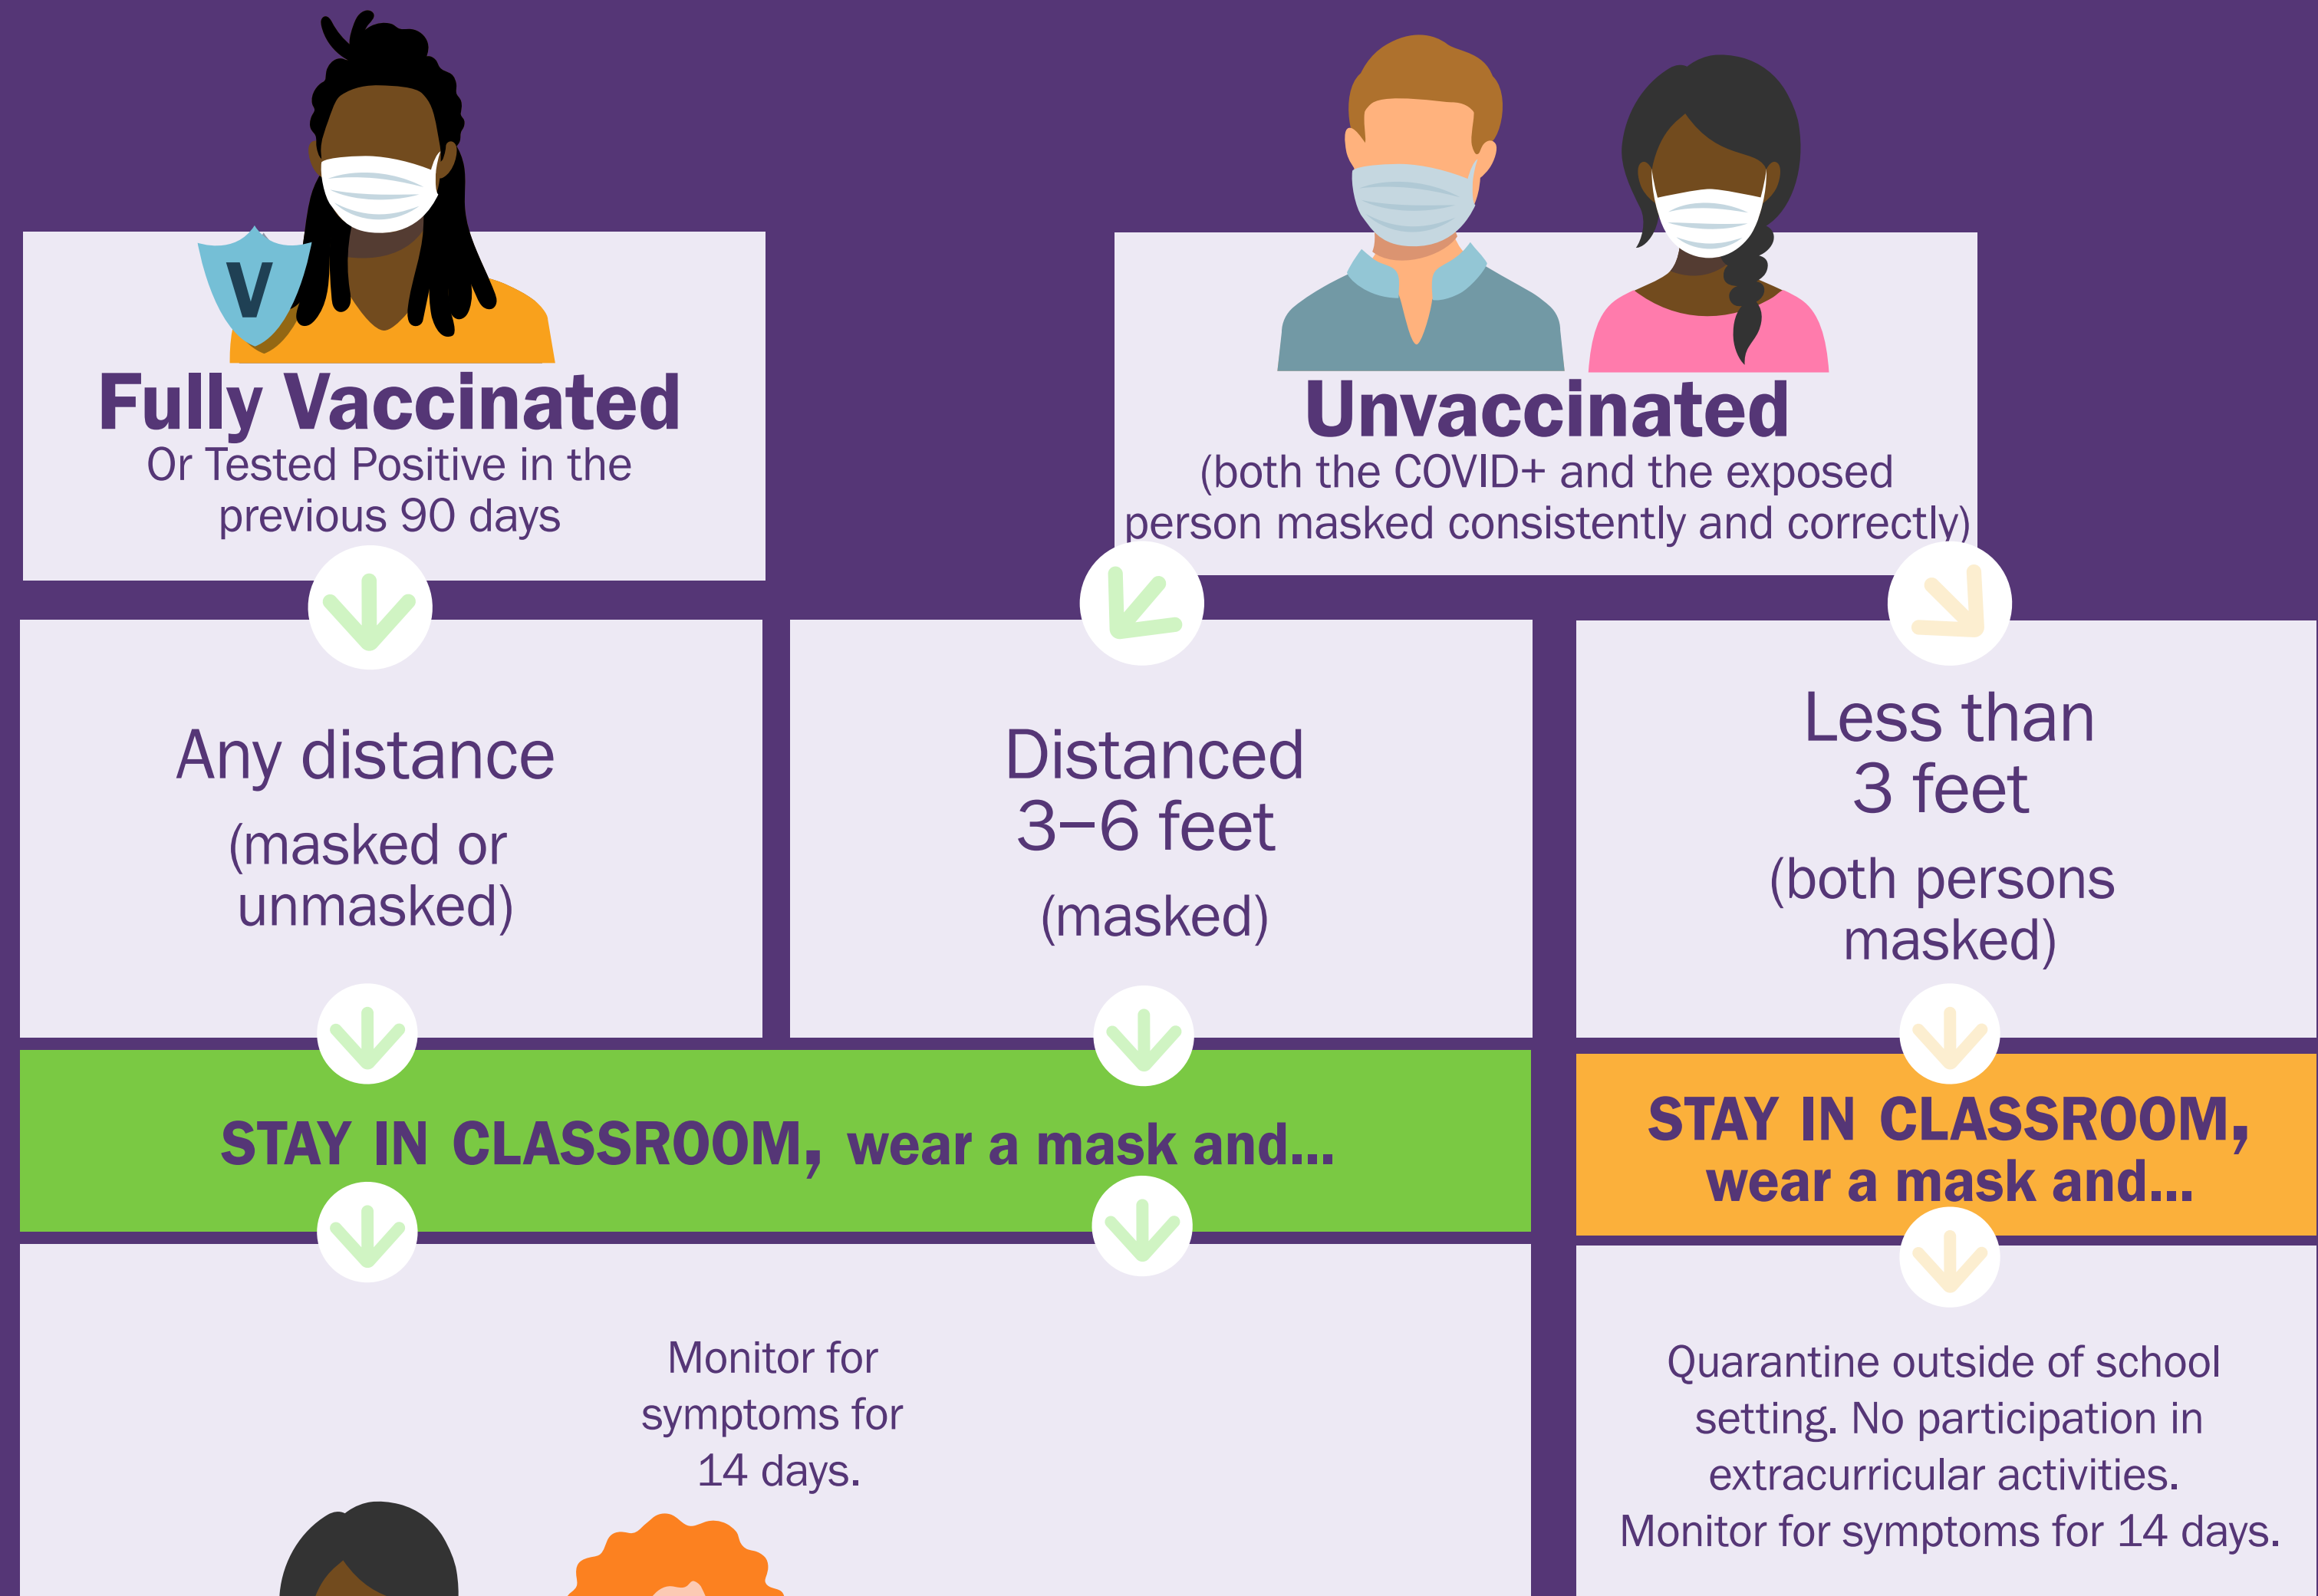 V
Fully Vaccinated
Or Tested Positive in the
previous 90 days
Unvaccinated
(both the COVID+ and the exposed
person masked consistently and correctly)
Any distance
(masked or
unmasked)
Distanced
3–6 feet
(masked)
Less than
3 feet
(both persons
masked)
STAY IN CLASSROOM, wear a mask and...
STAY IN CLASSROOM,
wear a mask and...
Monitor for
symptoms for
14 days.
Quarantine outside of school
setting. No participation in
extracurricular activities.
Monitor for symptoms for 14 days.